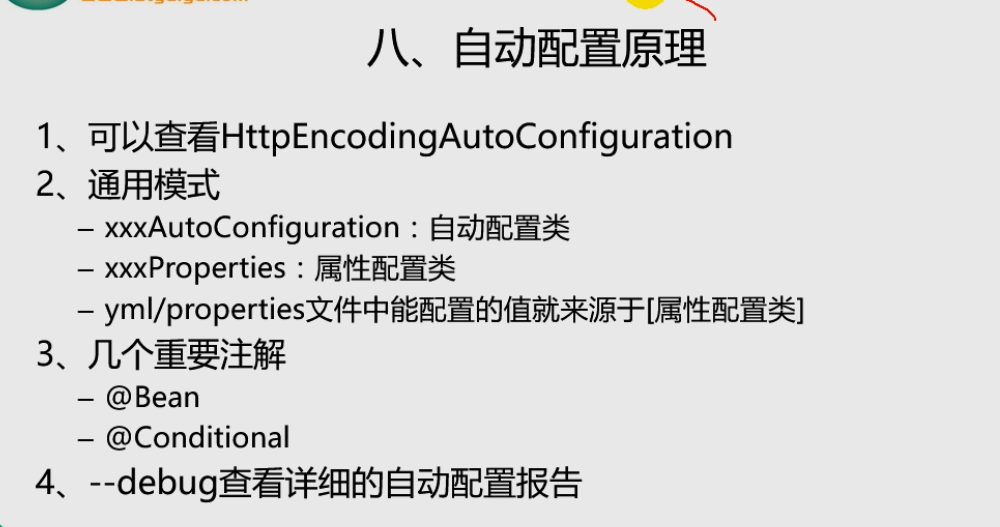 八、自动配置原理
1、可以查看HttpEncodingAutoConfiguration
2、通用模式
– xxxAutoConfiguration：自动配置类
– xxxProperties：属性配置类
– yml/properties文件中能配置的值就来源于[属性配置类]
3、几个重要注解
– @Bean
– @Conditional
4、--debug查看详细的自动配置报告